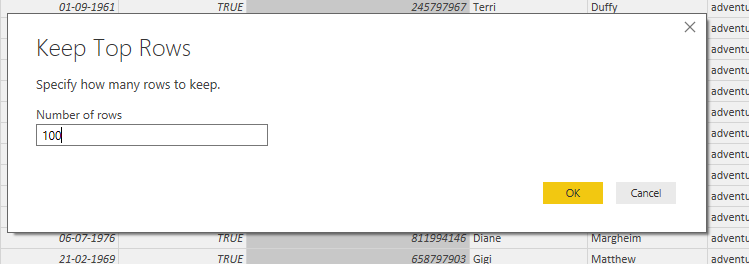 01-09-1961 TRUE 245797967 Terri Duffy adventu
Keep Top Rows
Specify how many rows to keep.
Number of rows
100
OK Cancel
adventu
adventu
adventu
adventu
adventu
adventu
adventu
adventu
adventu
adventu
06-07-1976 TRUE 811994146 Diane Margheim adventu
21-02-1969 TRUE 658797903 Gigi Matthew adventu